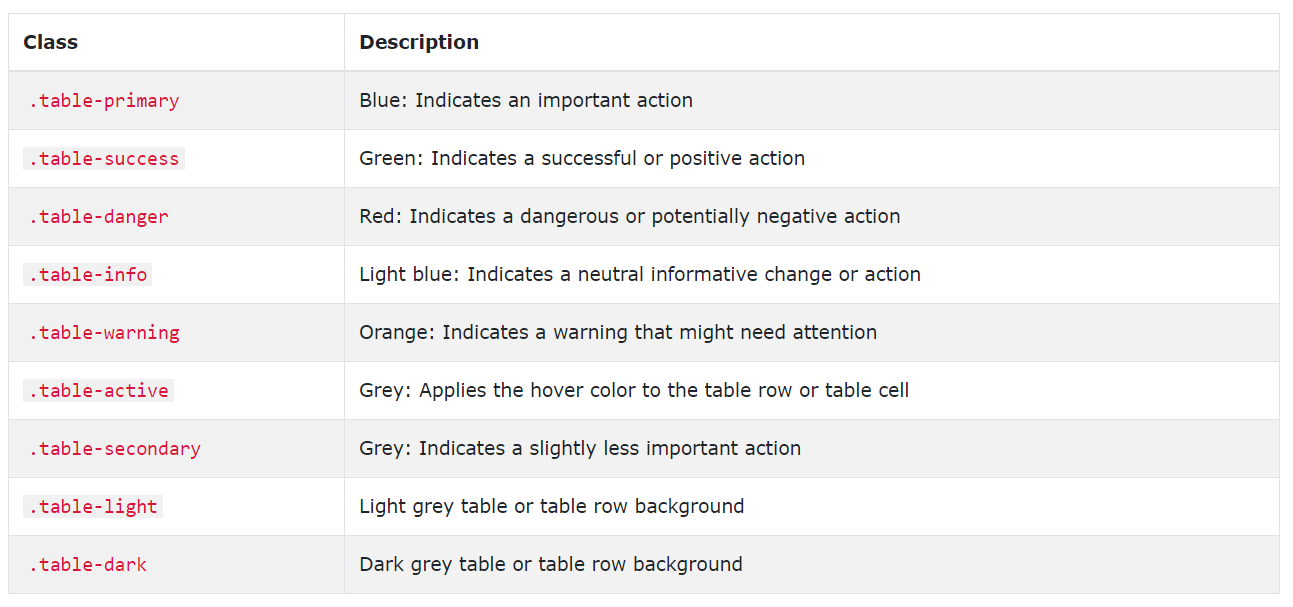 Class Description
.table-primary Blue: Indicates an important action
.table-success Green: Indicates a successful or positive action
.table-danger Red: Indicates a dangerous or potentially negative action
.table-info Light blue: Indicates a neutral informative change or action
.table-warning Orange: Indicates a warning that might need attention
.table-active Grey: Applies the hover color to the table row or table cell
.table-secondary Grey: Indicates a slightly less important action
.table-light Light grey table or table row background
.table-dark Dark grey table or table row background